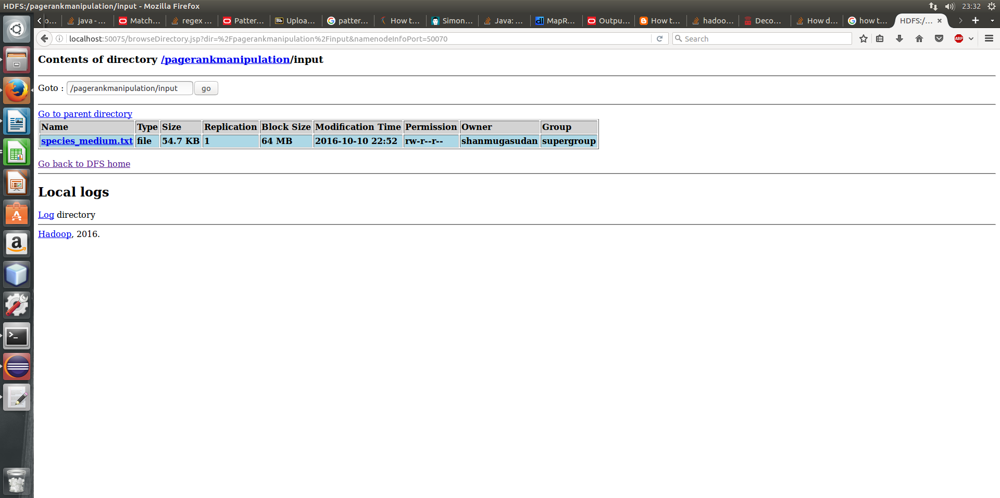 HDFS:/pagerankmanipulation/input - Mozilla Firefox
23:32
o...
java -...
Match...
regex ...
Patter...
Uploa...
patter...
How t...
Simon...
Java: ...
MapR...
Outpu...
How t...
hadoo...
Deco...
How d...
how t...
HDFS:/...
localhost:50075/browseDirectory.jsp?dir=%2Fpagerankmanipulation%2Finput&namenodeInfoPort=50070
Search
ABP
Contents of directory /pagerankmanipulation/input
Goto : /pagerankmanipulation/input go
Go to parent directory
Name Type Size Replication Block Size Modification Time Permission Owner Group
species_medium.txt file 54.7 KB 1 64 MB 2016-10-10 22:52 rw-r--r-- shanmugasudan supergroup
Go back to DFS home
Local logs
Log directory
Hadoop, 2016.